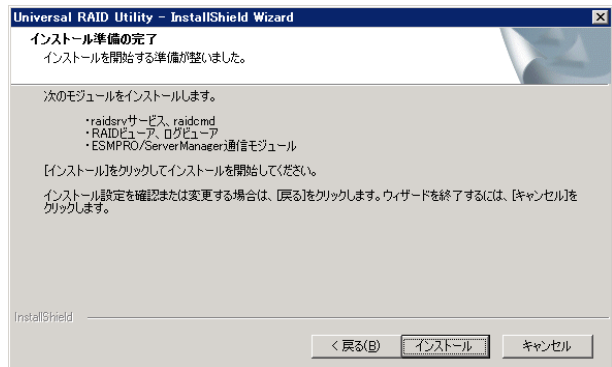 Universal RAID Utility - InstallShield Wizard
インストール準備の完了
インストールを開始する準備が整いました。
次のモジュールをインストールします。
・raidsrvサービス、raidcmd
・RAIDビューア、ログビューア
・ESMPRO/ServerManager通信モジュール
[インストール]をクリックしてインストールを開始してください。
インストール設定を確認または変更する場合は、[戻る]をクリックします。ウィザードを終了するには、[キャンセル]を
クリックします。
InstallShield
< 戻る(B)
インストール
キャンセル